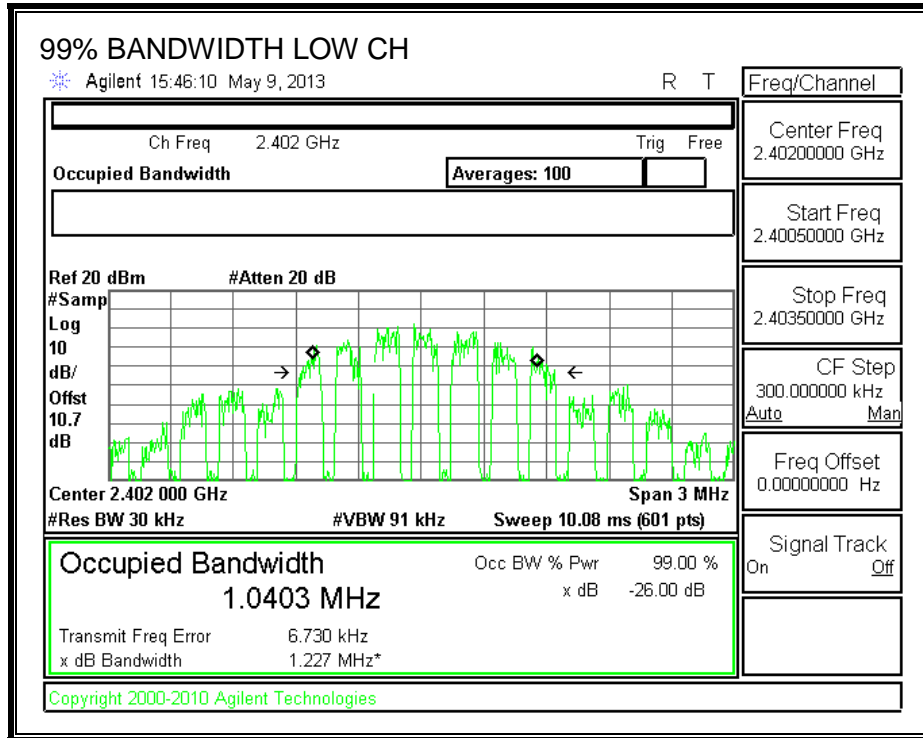 99% BANDWIDTH LOW CH
Agilent 15:46:10 May 9, 2013 R T
Freq/Channel
Ch Freq 2.402 GHz Trig Free
Occupied Bandwidth Averages: 100
Center Freq
2.40200000 GHz
Start Freq
2.40050000 GHz
Stop Freq
2.40350000 GHz
CF Step
300.000000 kHz
Auto Man
Freq Offset
0.00000000 Hz
Signal Track
On Off
Ref 20 dBm #Atten 20 dB
#Samp
Log
10
dB/
Offst
10.7
dB
Center 2.402 000 GHz Span 3 MHz
#Res BW 30 kHz #VBW 91 kHz Sweep 10.08 ms (601 pts)
Occupied Bandwidth Occ BW % Pwr 99.00 %
1.0403 MHz x dB -26.00 dB
Transmit Freq Error 6.730 kHz
x dB Bandwidth 1.227 MHz*
Copyright 2000-2010 Agilent Technologies